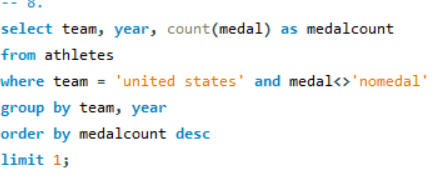 -- 8.
select team, year, count(medal) as medalcount
from athletes
where team = 'united states' and medal<>'nomedal'
group by team, year
order by medalcount desc
limit 1;